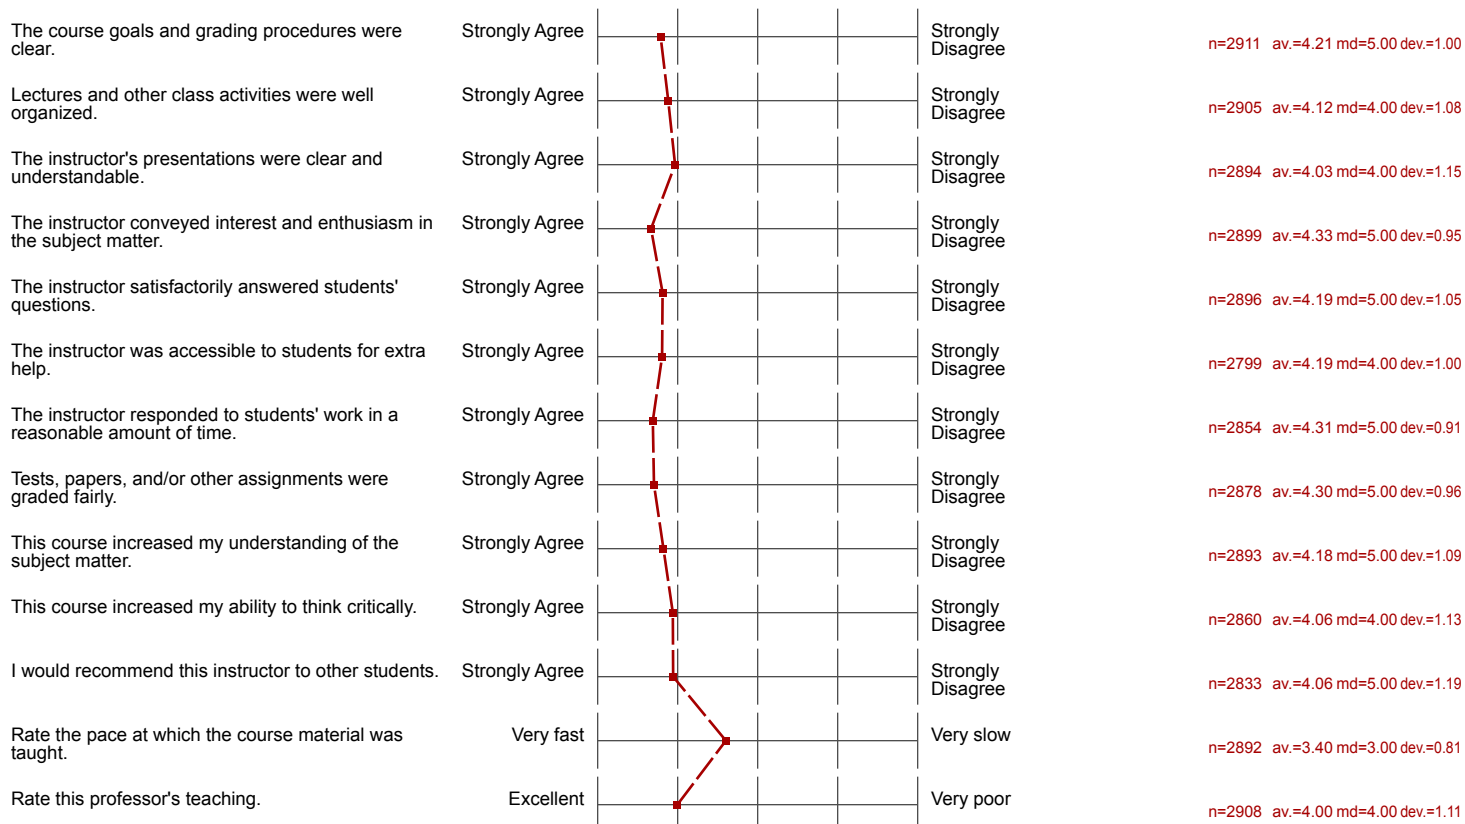 The course goals and grading procedures were
clear.
Strongly Agree
Strongly
Disagree
n=2911 av.=4.21 md=5.00 dev.=1.00
Lectures and other class activities were well
organized.
Strongly Agree
Strongly
Disagree
n=2905 av.=4.12 md=4.00 dev.=1.08
The instructor's presentations were clear and
understandable.
Strongly Agree
Strongly
Disagree
n=2894 av.=4.03 md=4.00 dev.=1.15
The instructor conveyed interest and enthusiasm in
the subject matter.
Strongly Agree
Strongly
Disagree
n=2899 av.=4.33 md=5.00 dev.=0.95
The instructor satisfactorily answered students'
questions.
Strongly Agree
Strongly
Disagree
n=2896 av.=4.19 md=5.00 dev.=1.05
The instructor was accessible to students for extra
help.
Strongly Agree
Strongly
Disagree
n=2799 av.=4.19 md=4.00 dev.=1.00
The instructor responded to students' work in a
reasonable amount of time.
Strongly Agree
Strongly
Disagree
n=2854 av.=4.31 md=5.00 dev.=0.91
Tests, papers, and/or other assignments were
graded fairly.
Strongly Agree
Strongly
Disagree
n=2878 av.=4.30 md=5.00 dev.=0.96
This course increased my understanding of the
subject matter.
Strongly Agree
Strongly
Disagree
n=2893 av.=4.18 md=5.00 dev.=1.09
This course increased my ability to think critically.
Strongly Agree
Strongly
Disagree
n=2860 av.=4.06 md=4.00 dev.=1.13
I would recommend this instructor to other students.
Strongly Agree
Strongly
Disagree
n=2833 av.=4.06 md=5.00 dev.=1.19
Rate the pace at which the course material was
taught.
Very fast
Very slow
n=2892 av.=3.40 md=3.00 dev.=0.81
Rate this professor's teaching.
Excellent
Very poor
n=2908 av.=4.00 md=4.00 dev.=1.11